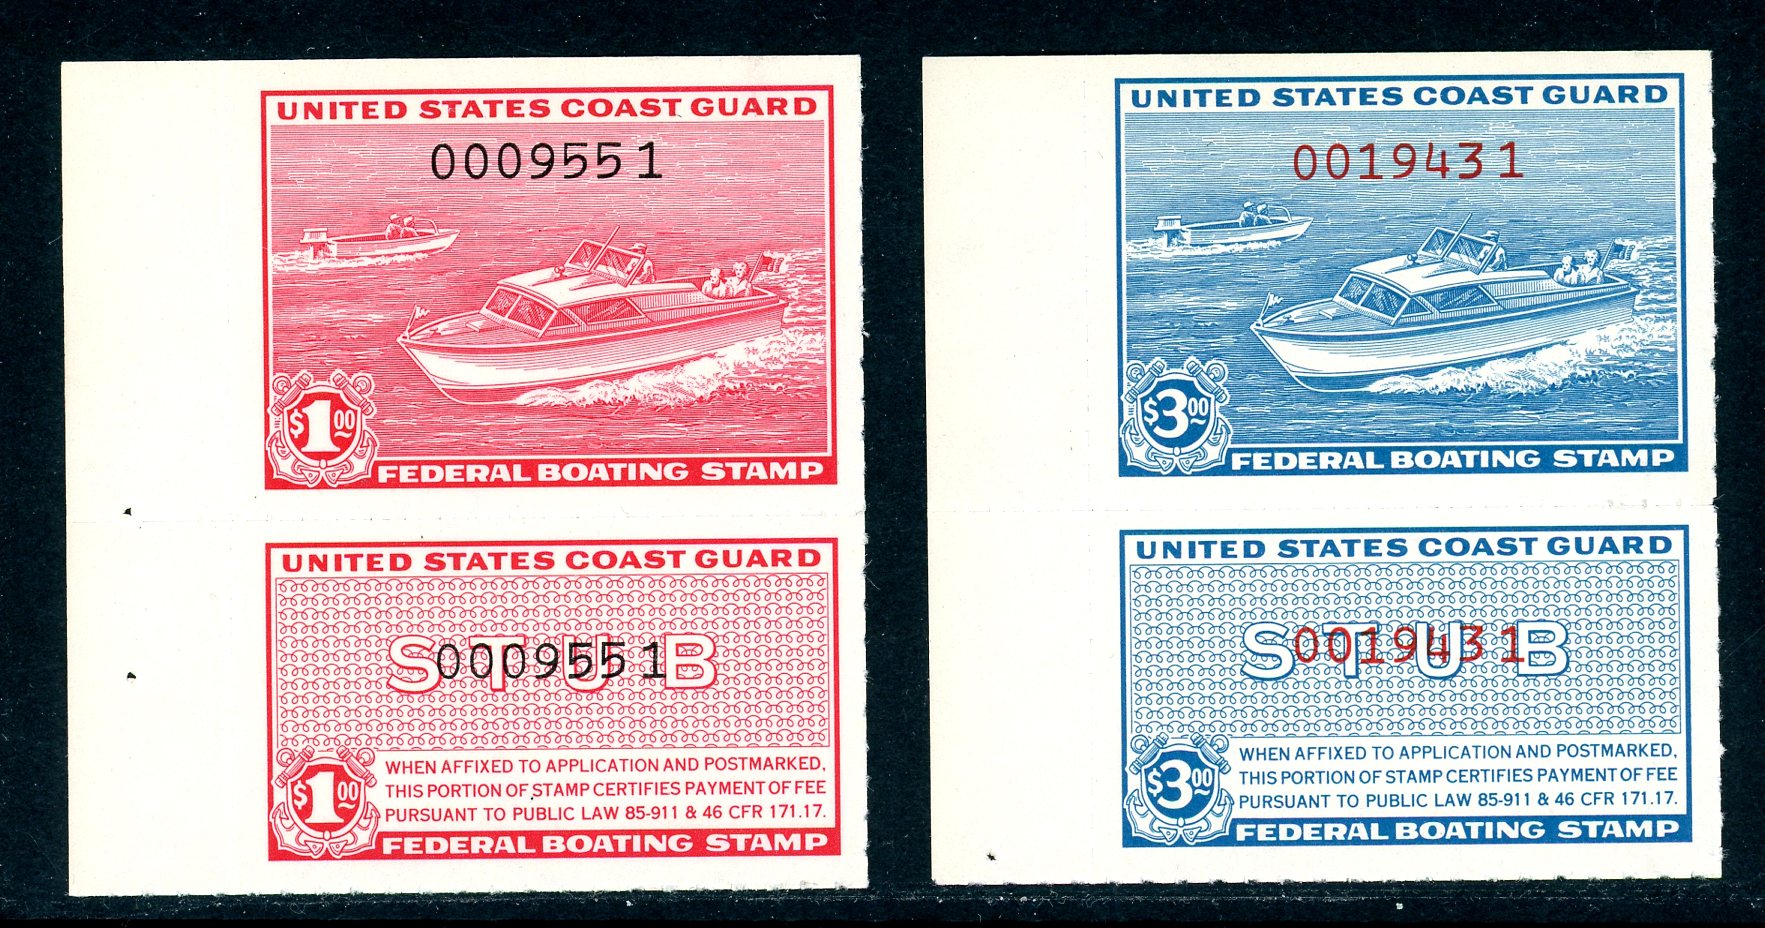 UNITED STATES COAST GUARD
0009551
$1.00
FEDERAL BOATING STAMP
UNITED STATES COAST GUARD
STUB
0009551
$1.00
WHEN AFFIXED TO APPLICATION AND POSTMARKED,
THIS PORTION OF STAMP CERTIFIES PAYMENT OF FEE
PURSUANT TO PUBLIC LAW 85-911 & 46 CFR 171.17.
FEDERAL BOATING STAMP
UNITED STATES COAST GUARD
0019431
$3.00
FEDERAL BOATING STAMP
UNITED STATES COAST GUARD
STUB
0019431
$3.00
WHEN AFFIXED TO APPLICATION AND POSTMARKED,
THIS PORTION OF STAMP CERTIFIES PAYMENT OF FEE
PURSUANT TO PUBLIC LAW 85-911 & 46 CFR 171.17.
FEDERAL BOATING STAMP